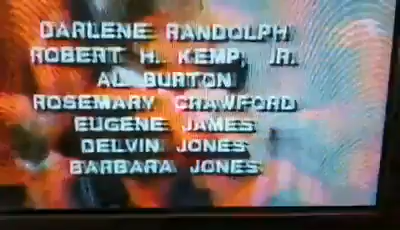 DARLENE RANDOLPH
ROBERT H. KEMP, JR.
AL BURTON
ROSEMARY CRAWFORD
EUGENE JAMES
DELVIN JONES
BARBARA JONES